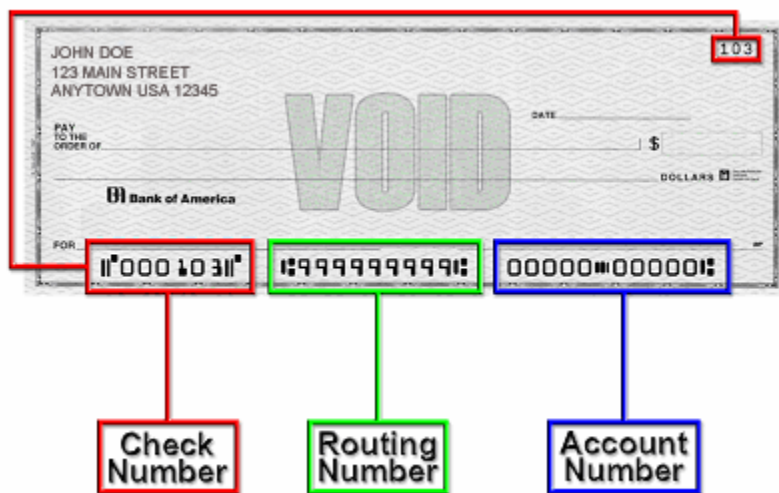 JOHN DOE
123 MAIN STREET
ANYTOWN USA 12345
103
VOID
DATE
PAY
TO THE
ORDER OF
$
DOLLARS
Bank of America
FOR
⑈000103⑈ ⑆999999999⑆ 00000⑉00000⑆
Check
Number
Routing
Number
Account
Number